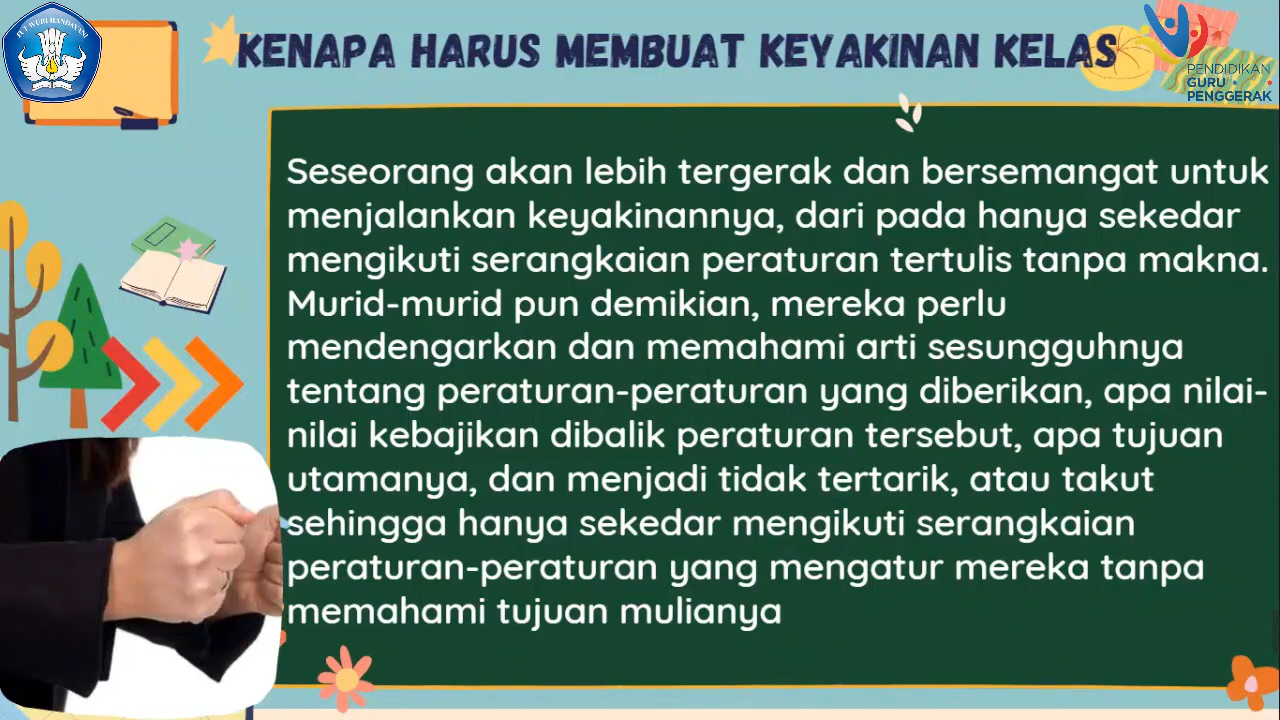 TUT WURI HANDAYANI
KENAPA HARUS MEMBUAT KEYAKINAN KELAS
PENDIDIKAN
GURU
PENGGERAK
Seseorang akan lebih tergerak dan bersemangat untuk
menjalankan keyakinannya, dari pada hanya sekedar
mengikuti serangkaian peraturan tertulis tanpa makna.
Murid-murid pun demikian, mereka perlu
mendengarkan dan memahami arti sesungguhnya
tentang peraturan-peraturan yang diberikan, apa nilai-
nilai kebajikan dibalik peraturan tersebut, apa tujuan
utamanya, dan menjadi tidak tertarik, atau takut
sehingga hanya sekedar mengikuti serangkaian
peraturan-peraturan yang mengatur mereka tanpa
memahami tujuan mulianya